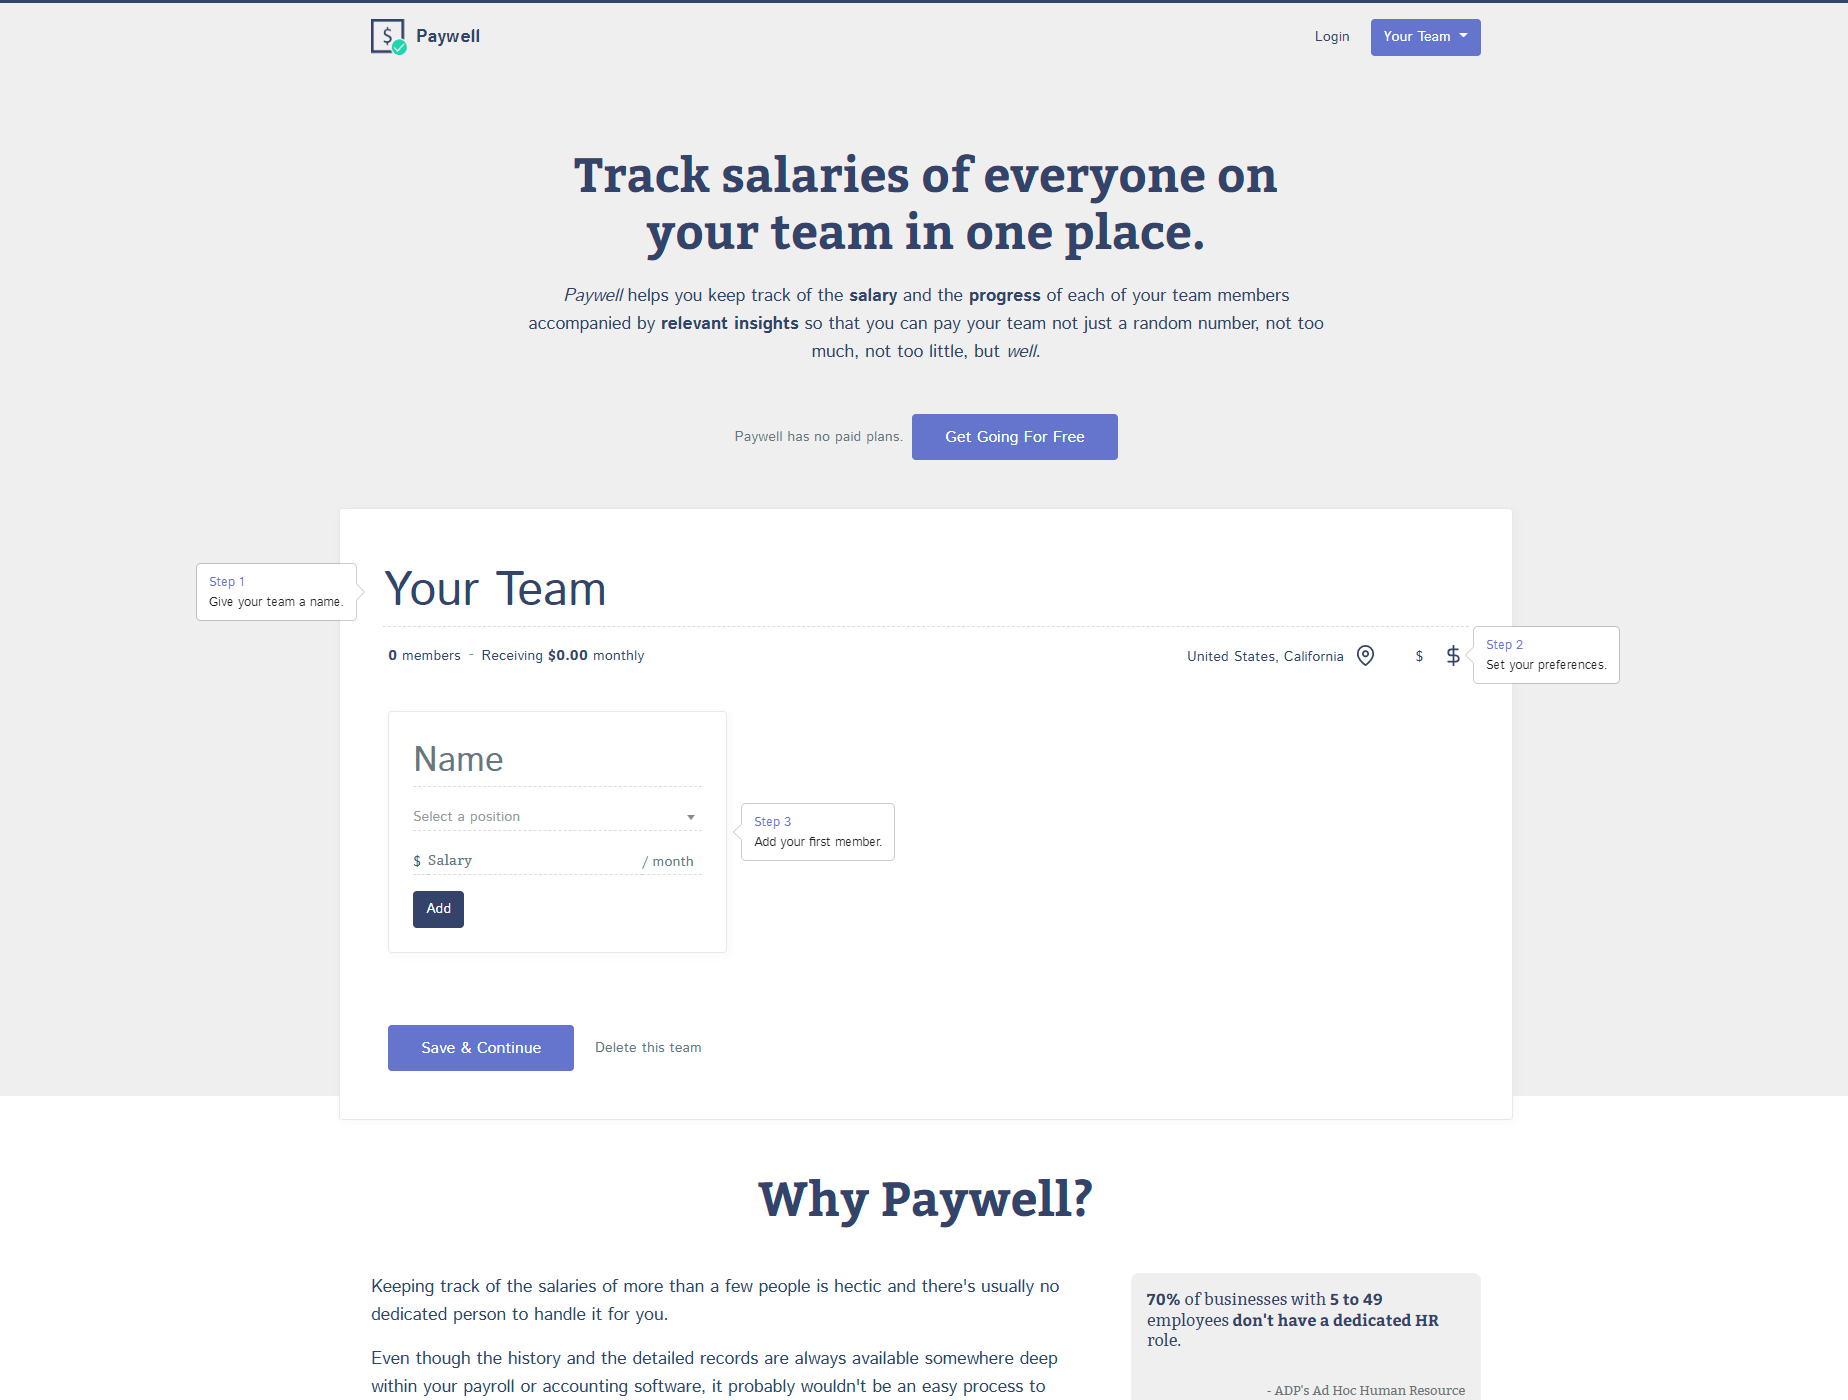 Paywell
Login
Your Team
Track salaries of everyone on
your team in one place.
Paywell helps you keep track of the salary and the progress of each of your team members
accompanied by relevant insights so that you can pay your team not just a random number, not too
much, not too little, but well.
Paywell has no paid plans.
Get Going For Free
Step 1
Give your team a name.
Your Team
0 members - Receiving $0.00 monthly
United States, California
$
$
Step 2
Set your preferences.
Name
Select a position
$ Salary
/ month
Add
Step 3
Add your first member.
Save & Continue
Delete this team
Why Paywell?
Keeping track of the salaries of more than a few people is hectic and there's usually no
dedicated person to handle it for you.
Even though the history and the detailed records are always available somewhere deep
within your payroll or accounting software, it probably wouldn't be an easy process to
70% of businesses with 5 to 49
employees don't have a dedicated HR
role.
- ADP's Ad Hoc Human Resource